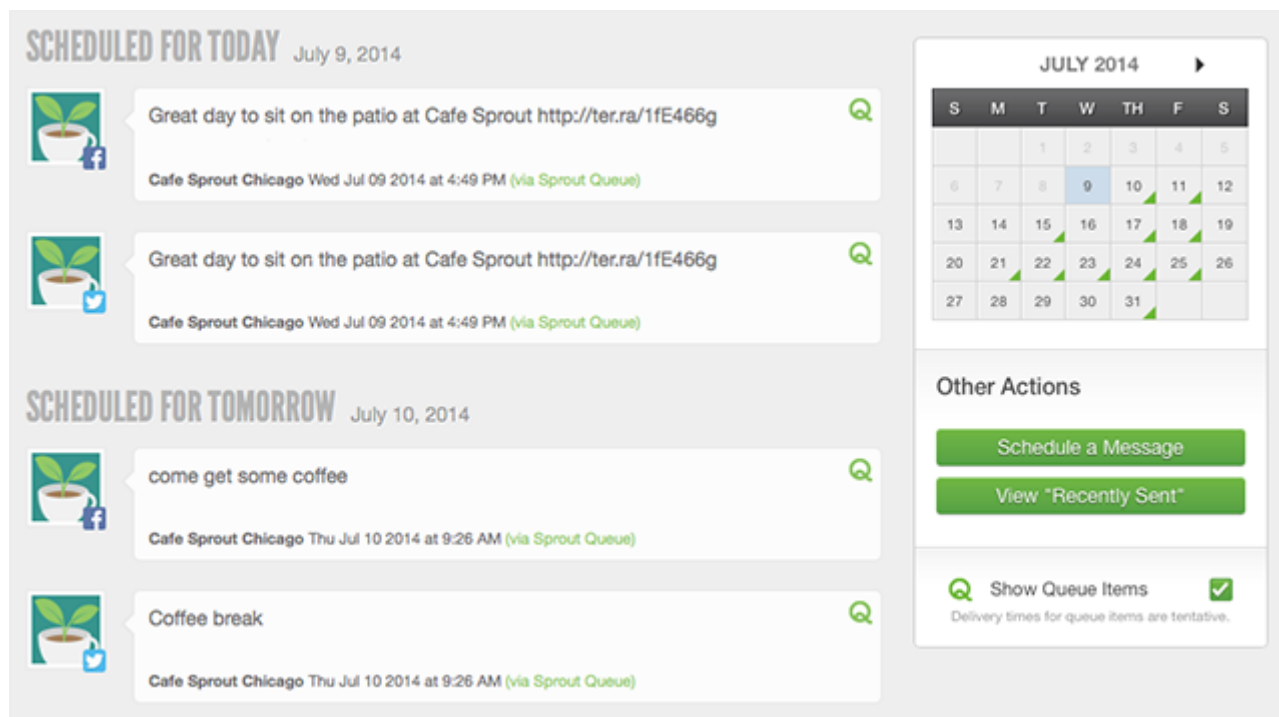 SCHEDULED FOR TODAY July 9, 2014
Great day to sit on the patio at Cafe Sprout http://ter.ra/1fE466g
Cafe Sprout Chicago Wed Jul 09 2014 at 4:49 PM (via Sprout Queue)
Great day to sit on the patio at Cafe Sprout http://ter.ra/1fE466g
Cafe Sprout Chicago Wed Jul 09 2014 at 4:49 PM (via Sprout Queue)
SCHEDULED FOR TOMORROW July 10, 2014
come get some coffee
Cafe Sprout Chicago Thu Jul 10 2014 at 9:26 AM (via Sprout Queue)
Coffee break
Cafe Sprout Chicago Thu Jul 10 2014 at 9:26 AM (via Sprout Queue)
JULY 2014
S M T W TH F S
1 2 3 4 5
6 7 8 9 10 11 12
13 14 15 16 17 18 19
20 21 22 23 24 25 26
27 28 29 30 31
Other Actions
Schedule a Message
View "Recently Sent"
Show Queue Items
Delivery times for queue items are tentative.